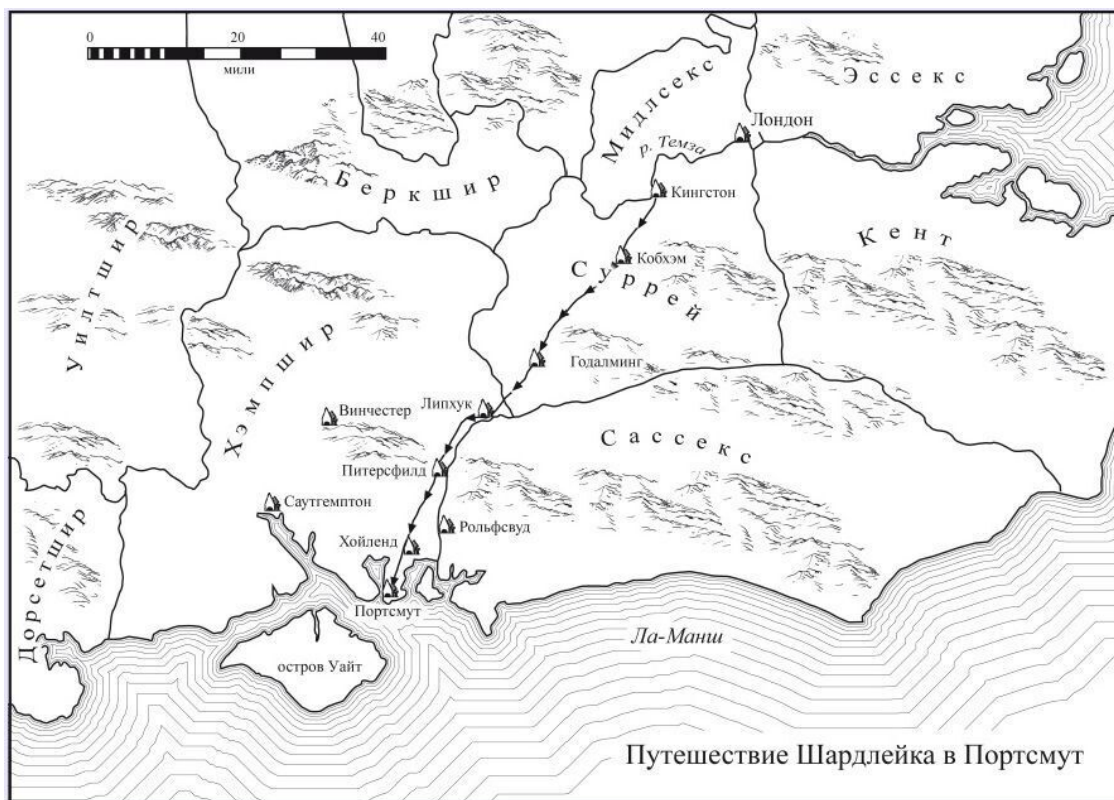 0 20 40
мили
Эссекс
Мидлсекс
Лондон
р. Темза
Беркшир
Кингстон
Кент
Кобхэм
Суррей
Уилтшир
Хэмпшир
Годалминг
Липхук
Винчестер
Сассекс
Питерсфилд
Саутгемптон
Рольфсвуд
Хойленд
Дорсетшир
Портсмут
Ла-Манш
остров Уайт
Путешествие Шардлейка в Портсмут